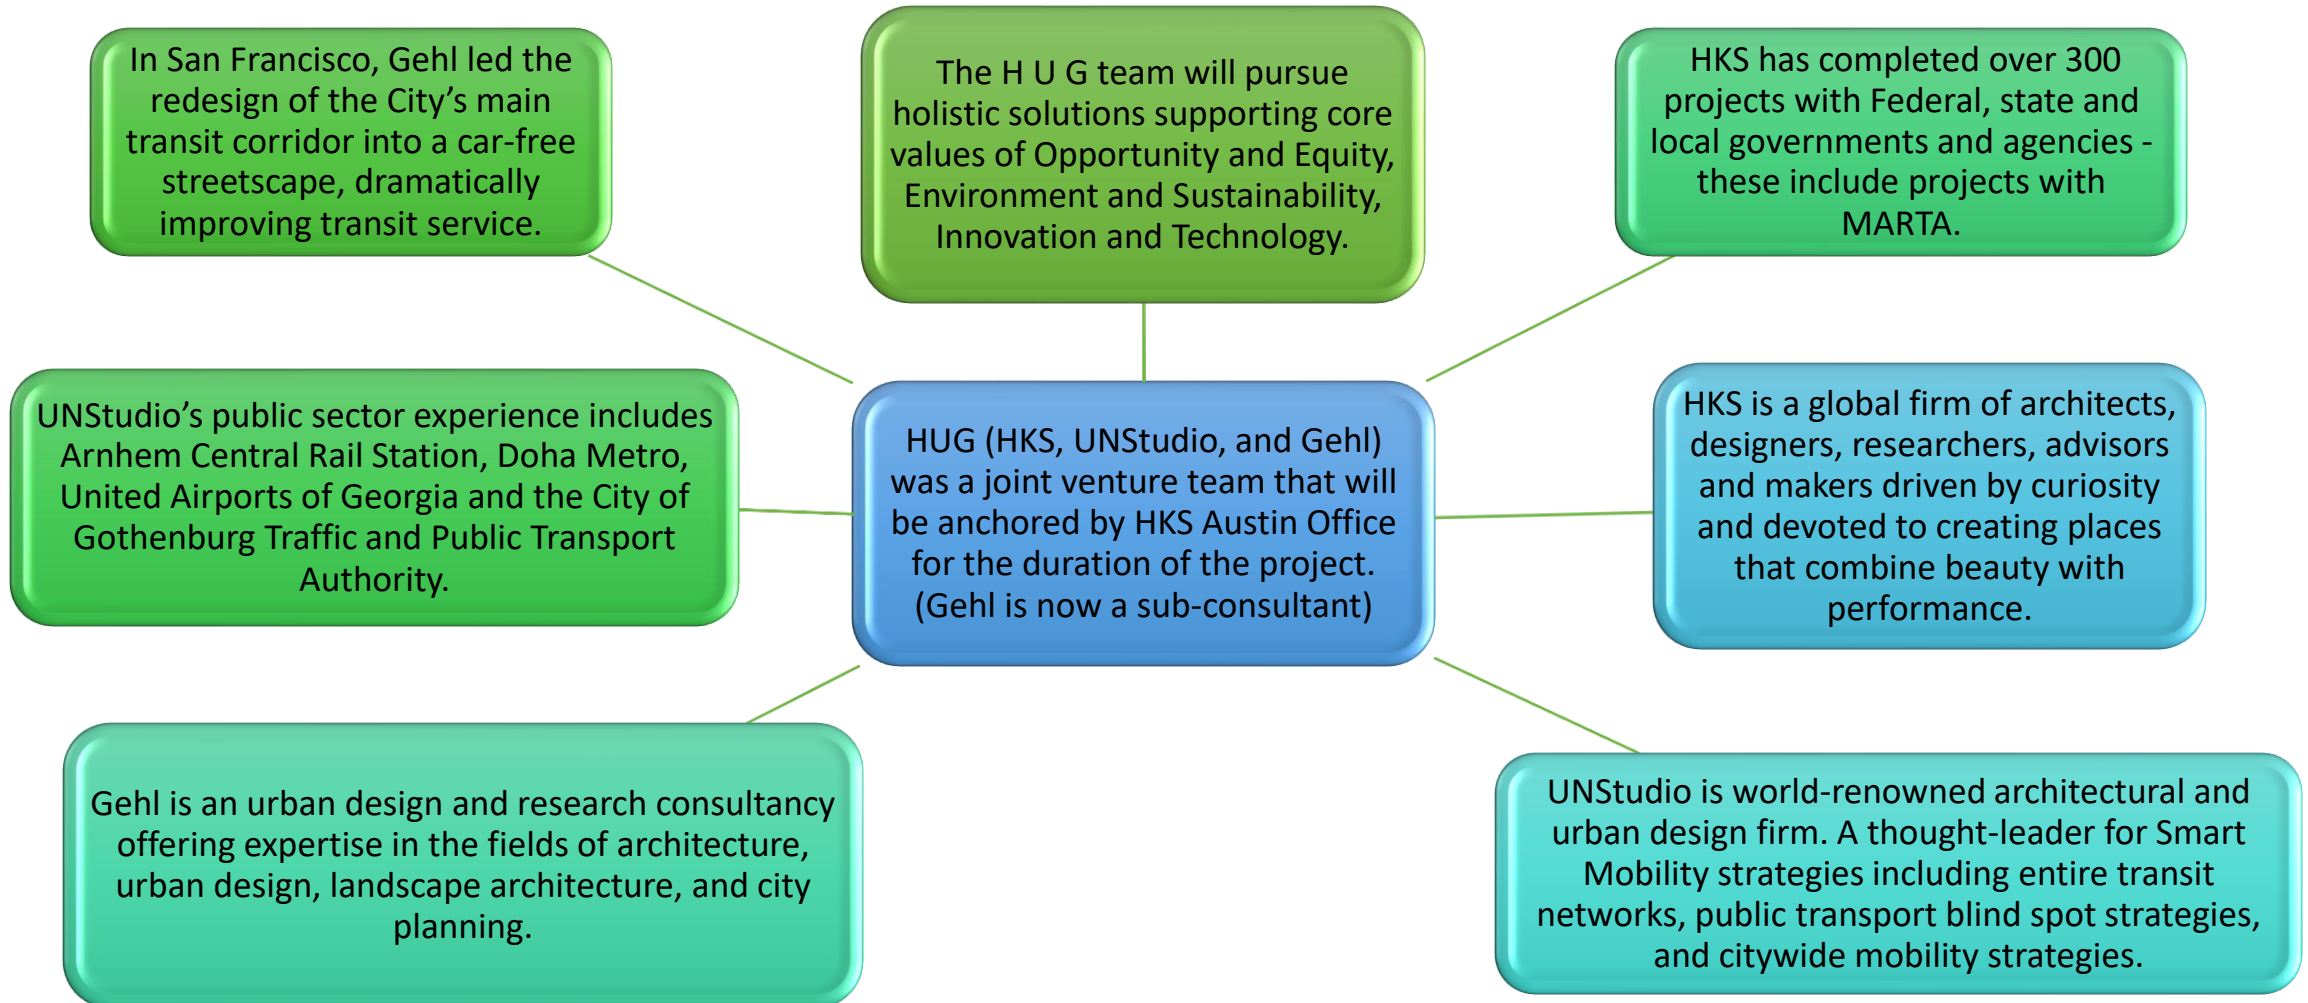 In San Francisco, Gehl led the
redesign of the City’s main
transit corridor into a car-free
streetscape, dramatically
improving transit service.
The H U G team will pursue
holistic solutions supporting core
values of Opportunity and Equity,
Environment and Sustainability,
Innovation and Technology.
HKS has completed over 300
projects with Federal, state and
local governments and agencies -
these include projects with
MARTA.
UNStudio’s public sector experience includes
Arnhem Central Rail Station, Doha Metro,
United Airports of Georgia and the City of
Gothenburg Traffic and Public Transport
Authority.
HUG (HKS, UNStudio, and Gehl)
was a joint venture team that will
be anchored by HKS Austin Office
for the duration of the project.
(Gehl is now a sub-consultant)
HKS is a global firm of architects,
designers, researchers, advisors
and makers driven by curiosity
and devoted to creating places
that combine beauty with
performance.
Gehl is an urban design and research consultancy
offering expertise in the fields of architecture,
urban design, landscape architecture, and city
planning.
UNStudio is world-renowned architectural and
urban design firm. A thought-leader for Smart
Mobility strategies including entire transit
networks, public transport blind spot strategies,
and citywide mobility strategies.